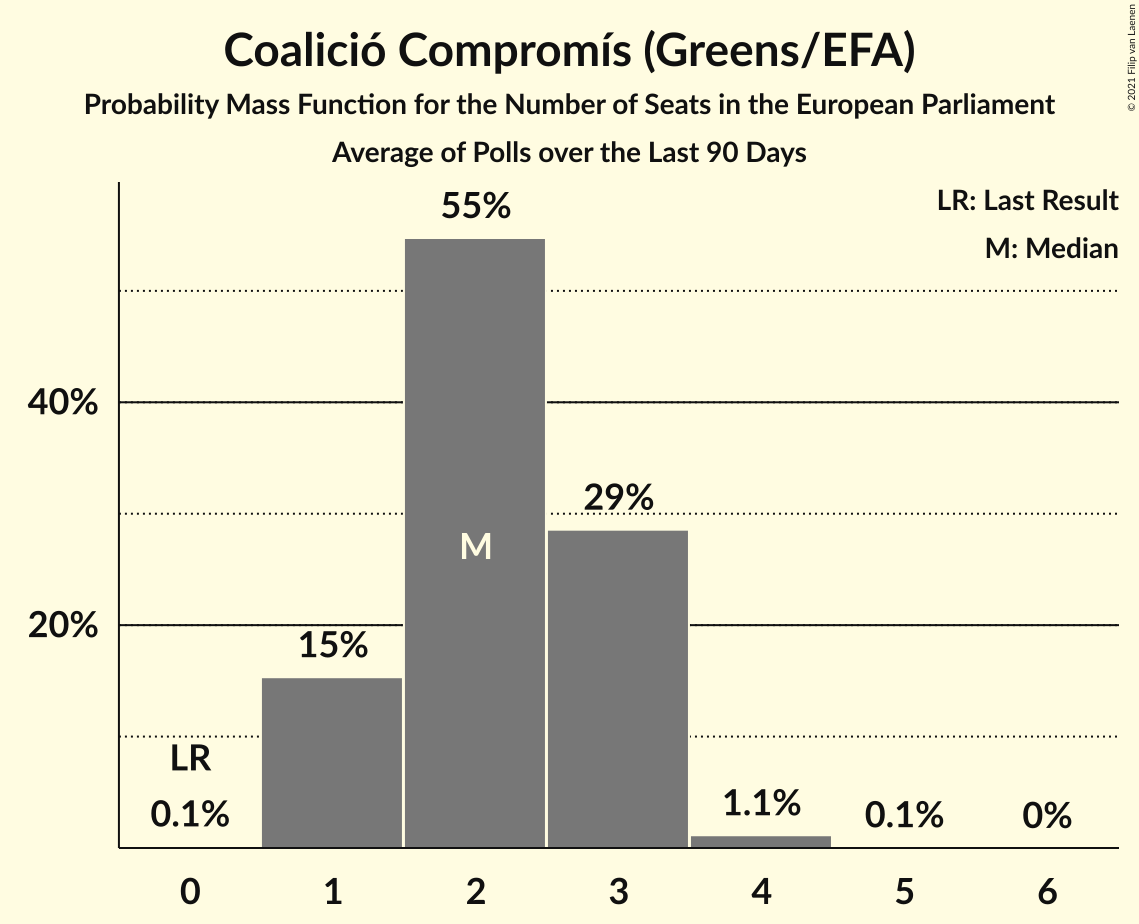 Coalició Compromís (Greens/EFA)
Probability Mass Function for the Number of Seats in the European Parliament
Average of Polls over the Last 90 Days
© 2021 Filip van Laenen
LR: Last Result
M: Median
55%
40%
29%
M
20%
15%
LR
0.1%
1.1%
0.1%
0%
0 1 2 3 4 5 6